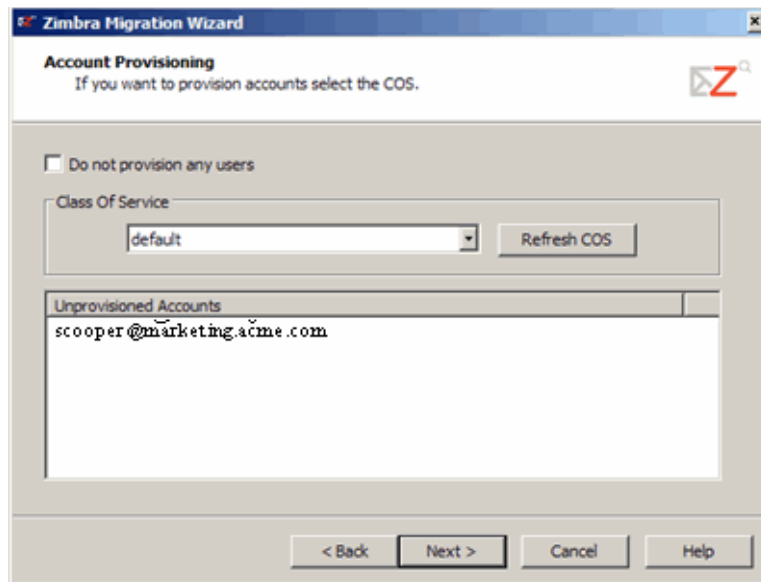 Zimbra Migration Wizard
Account Provisioning
If you want to provision accounts select the COS.
Do not provision any users
Class Of Service
default
Refresh COS
Unprovisioned Accounts
scooper@marketing.acme.com
< Back
Next >
Cancel
Help